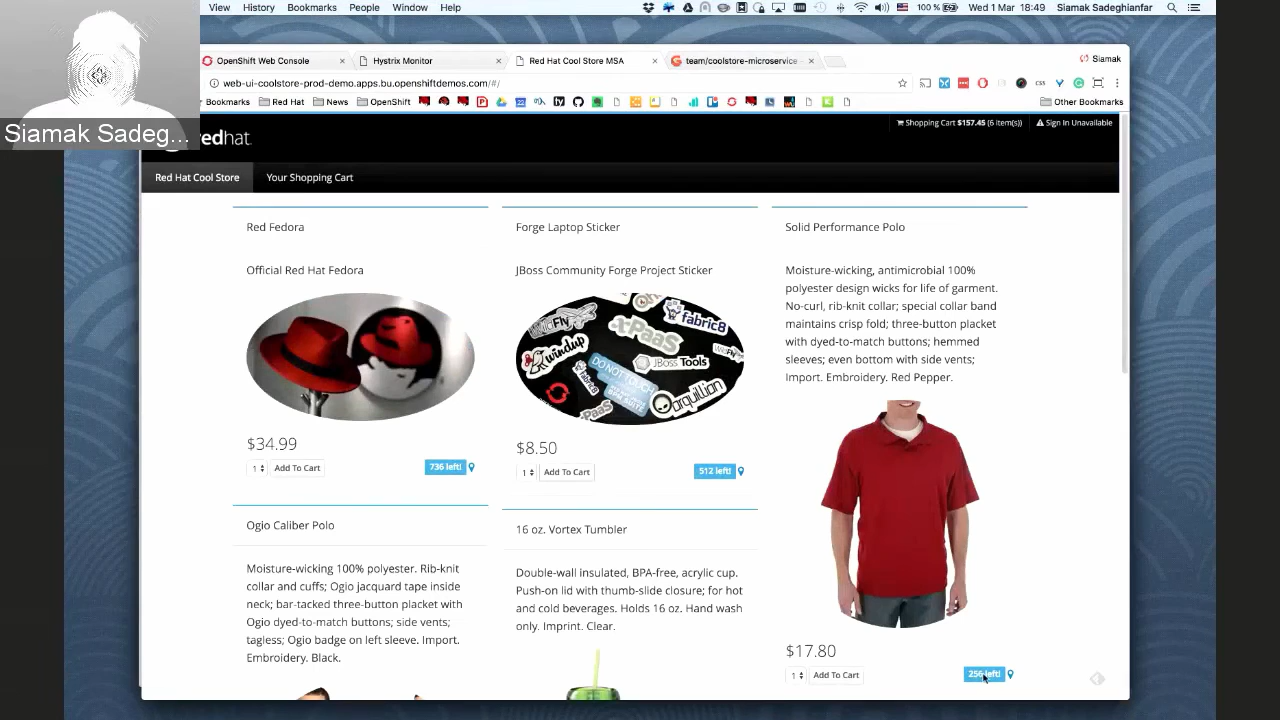 View History Bookmarks People Window Help
100% Wed 1 Mar 18:49 Siamak Sadeghianfar
OpenShift Web Console
Hystrix Monitor
Red Hat Cool Store MSA
team/coolstore-microservice
Siamak
web-ui-coolstore-prod-demo.apps.bu.openshiftdemos.com/#/
Bookmarks Red Hat News OpenShift Other Bookmarks
Siamak Sadeg...
redhat.
Shopping Cart $157.45 (6 item(s)) Sign In Unavailable
Red Hat Cool Store Your Shopping Cart
Red Fedora
Official Red Hat Fedora
$34.99
1 Add To Cart 736 left!
Forge Laptop Sticker
JBoss Community Forge Project Sticker
fabric8
xPaaS
windup
JBoss Tools
DO NOT TOUCH
arquillian
$8.50
1 Add To Cart 512 left!
Solid Performance Polo
Moisture-wicking, antimicrobial 100%
polyester design wicks for life of garment.
No-curl, rib-knit collar; special collar band
maintains crisp fold; three-button placket
with dyed-to-match buttons; hemmed
sleeves; even bottom with side vents;
Import. Embroidery. Red Pepper.
$17.80
1 Add To Cart 256 left!
Ogio Caliber Polo
Moisture-wicking 100% polyester. Rib-knit
collar and cuffs; Ogio jacquard tape inside
neck; bar-tacked three-button placket with
Ogio dyed-to-match buttons; side vents;
tagless; Ogio badge on left sleeve. Import.
Embroidery. Black.
16 oz. Vortex Tumbler
Double-wall insulated, BPA-free, acrylic cup.
Push-on lid with thumb-slide closure; for hot
and cold beverages. Holds 16 oz. Hand wash
only. Imprint. Clear.